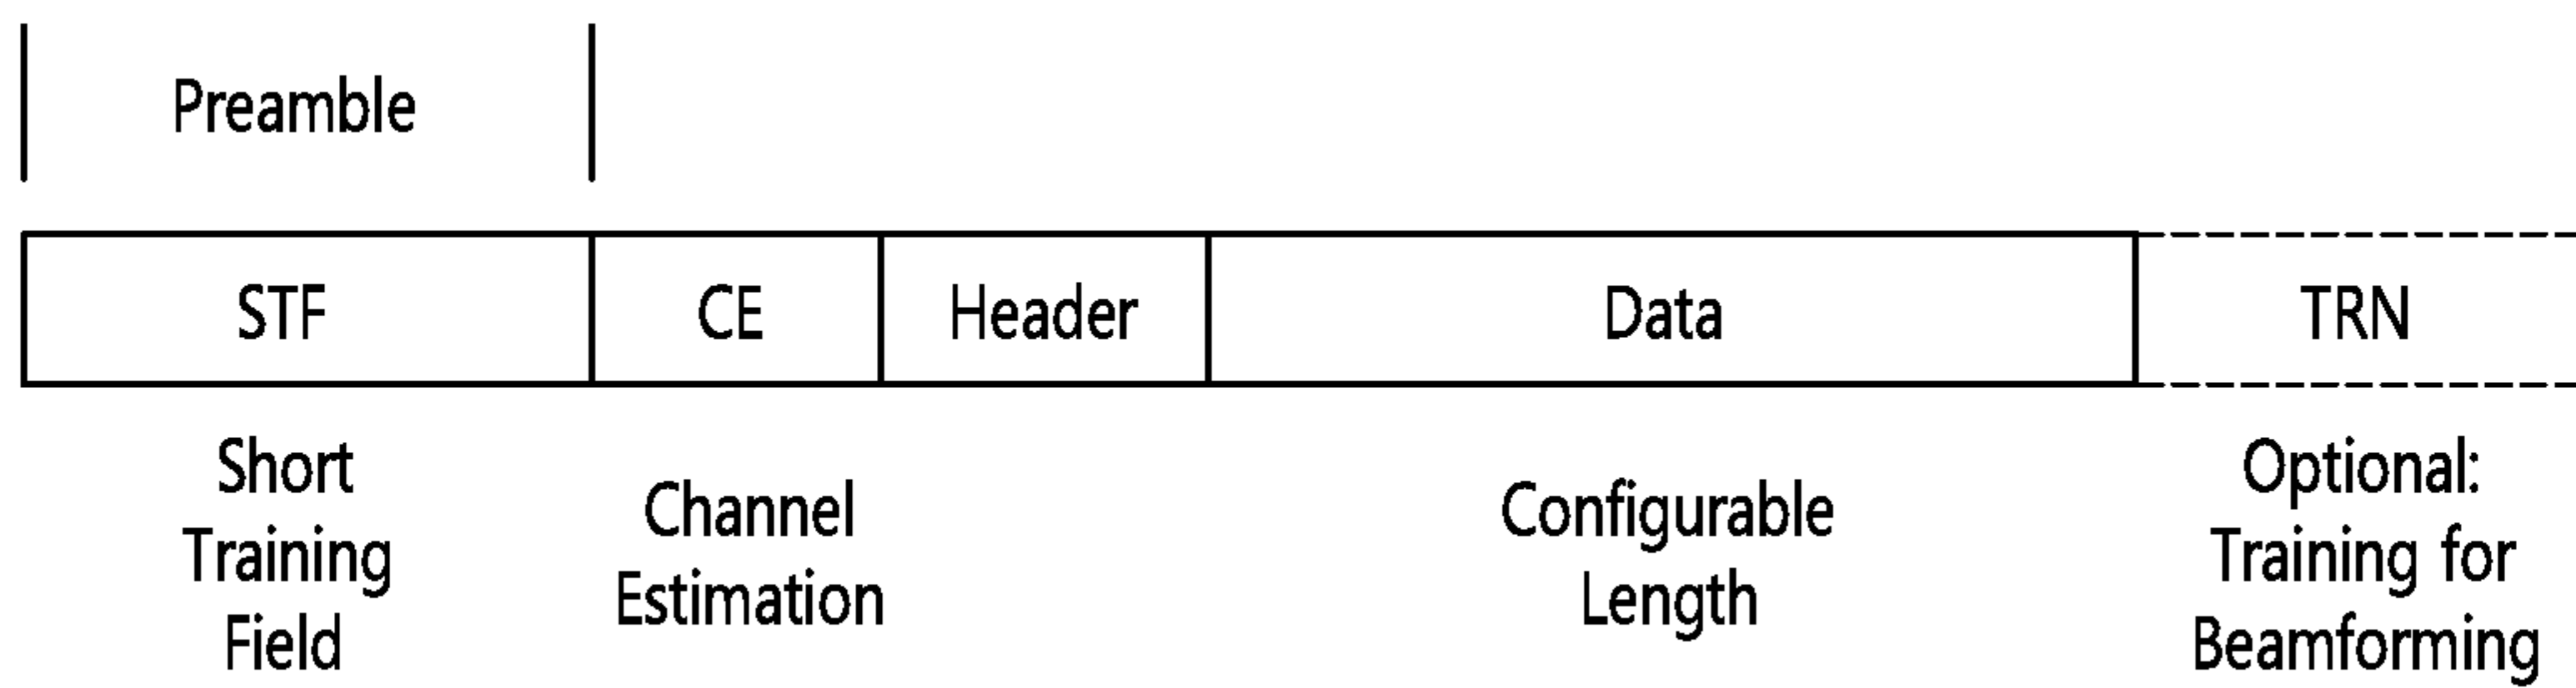 Preamble
STF CE Header Data TRN
Short
Training
Field
Channel
Estimation
Configurable
Length
Optional:
Training for
Beamforming